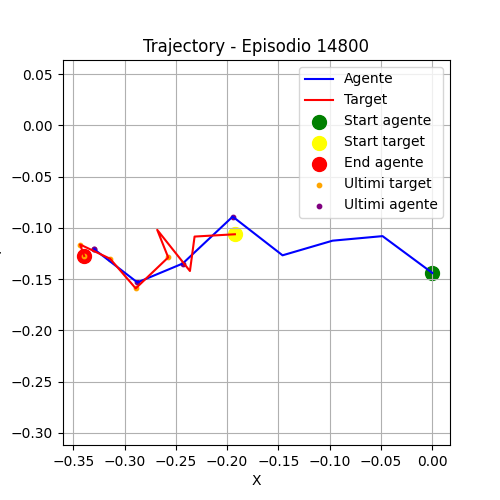 Trajectory - Episodio 14800
Agente
Target
Start agente
Start target
End agente
Ultimi target
Ultimi agente
0.05
0.00
−0.05
−0.10
−0.15
−0.20
−0.25
−0.30
−0.35 −0.30 −0.25 −0.20 −0.15 −0.10 −0.05 0.00
X